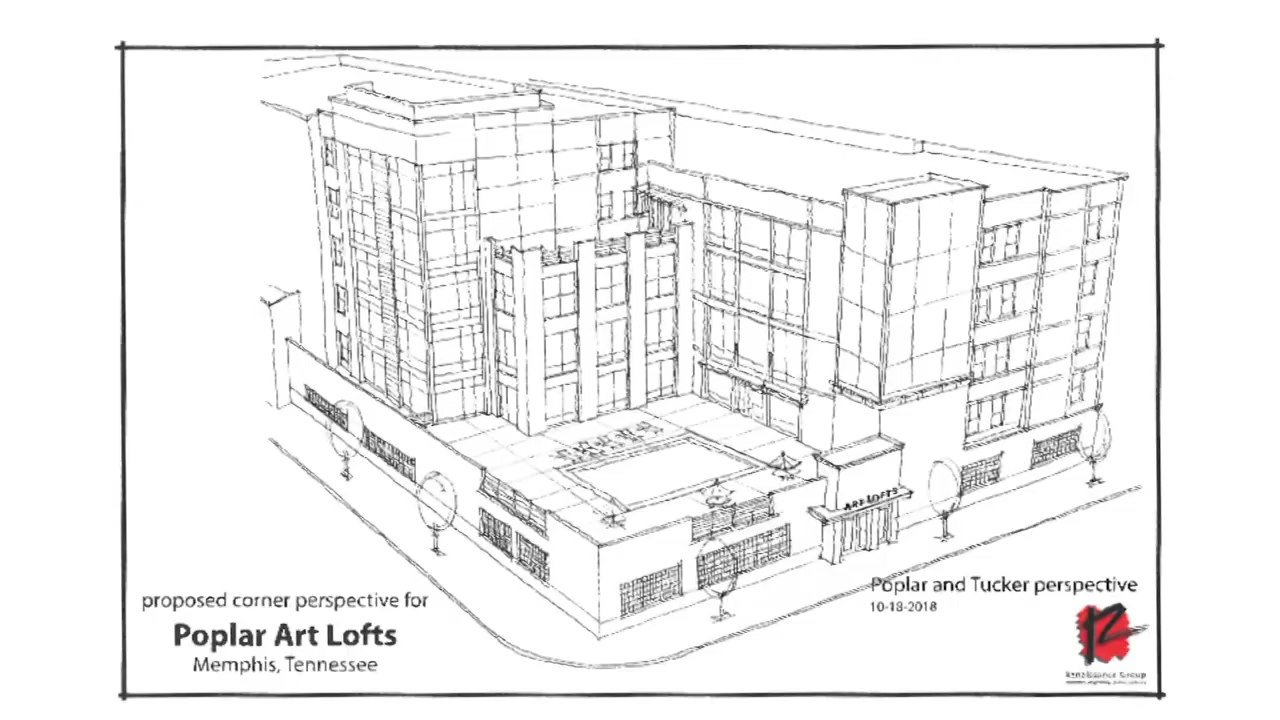 ART LOFTS
proposed corner perspective for
Poplar Art Lofts
Memphis, Tennessee
Poplar and Tucker perspective
10-18-2018
Renaissance Group